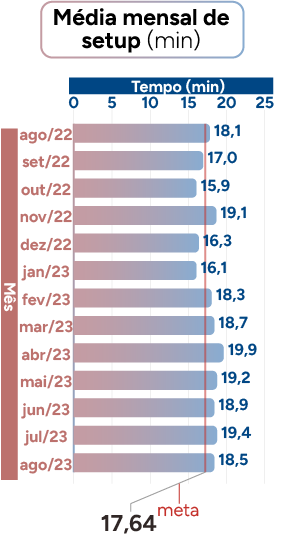 Média mensal de
setup (min)
Tempo (min)
0 5 10 15 20 25
Mês
ago/22 18,1
set/22 17,0
out/22 15,9
nov/22 19,1
dez/22 16,3
jan/23 16,1
fev/23 18,3
mar/23 18,7
abr/23 19,9
mai/23 19,2
jun/23 18,9
jul/23 19,4
ago/23 18,5
meta
17,64